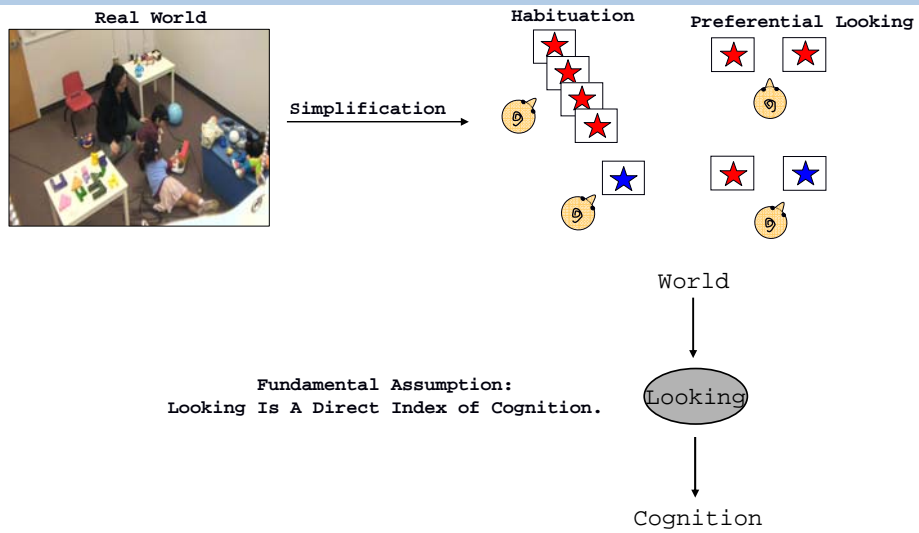 Real World
Habituation
Preferential Looking
Simplification
World
Fundamental Assumption:
Looking Is A Direct Index of Cognition.
Looking
Cognition